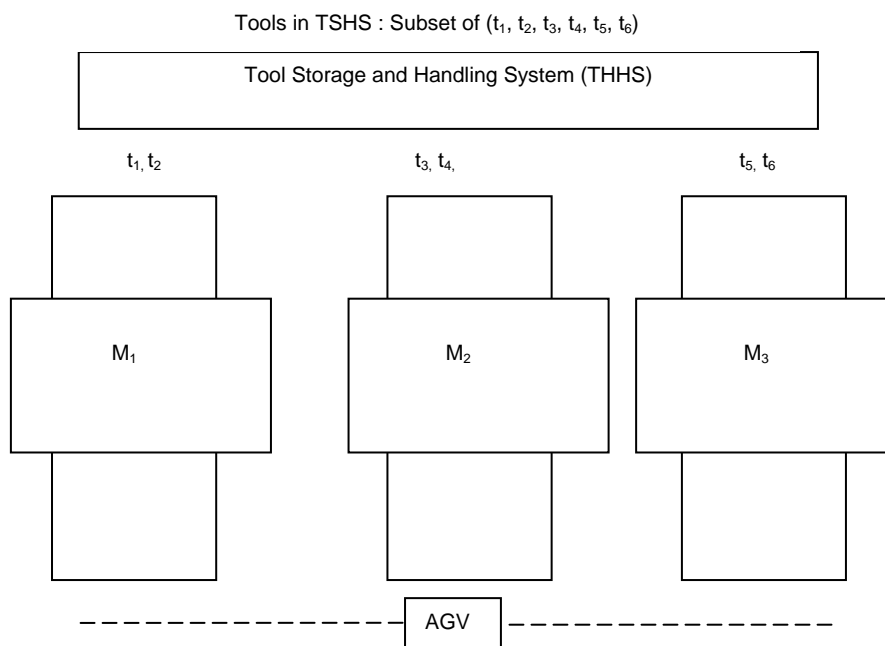 Tools in TSHS : Subset of (t₁, t₂, t₃, t₄, t₅, t₆)
Tool Storage and Handling System (THHS)
t₁, t₂ t₃, t₄, t₅, t₆
M₁ M₂ M₃
AGV